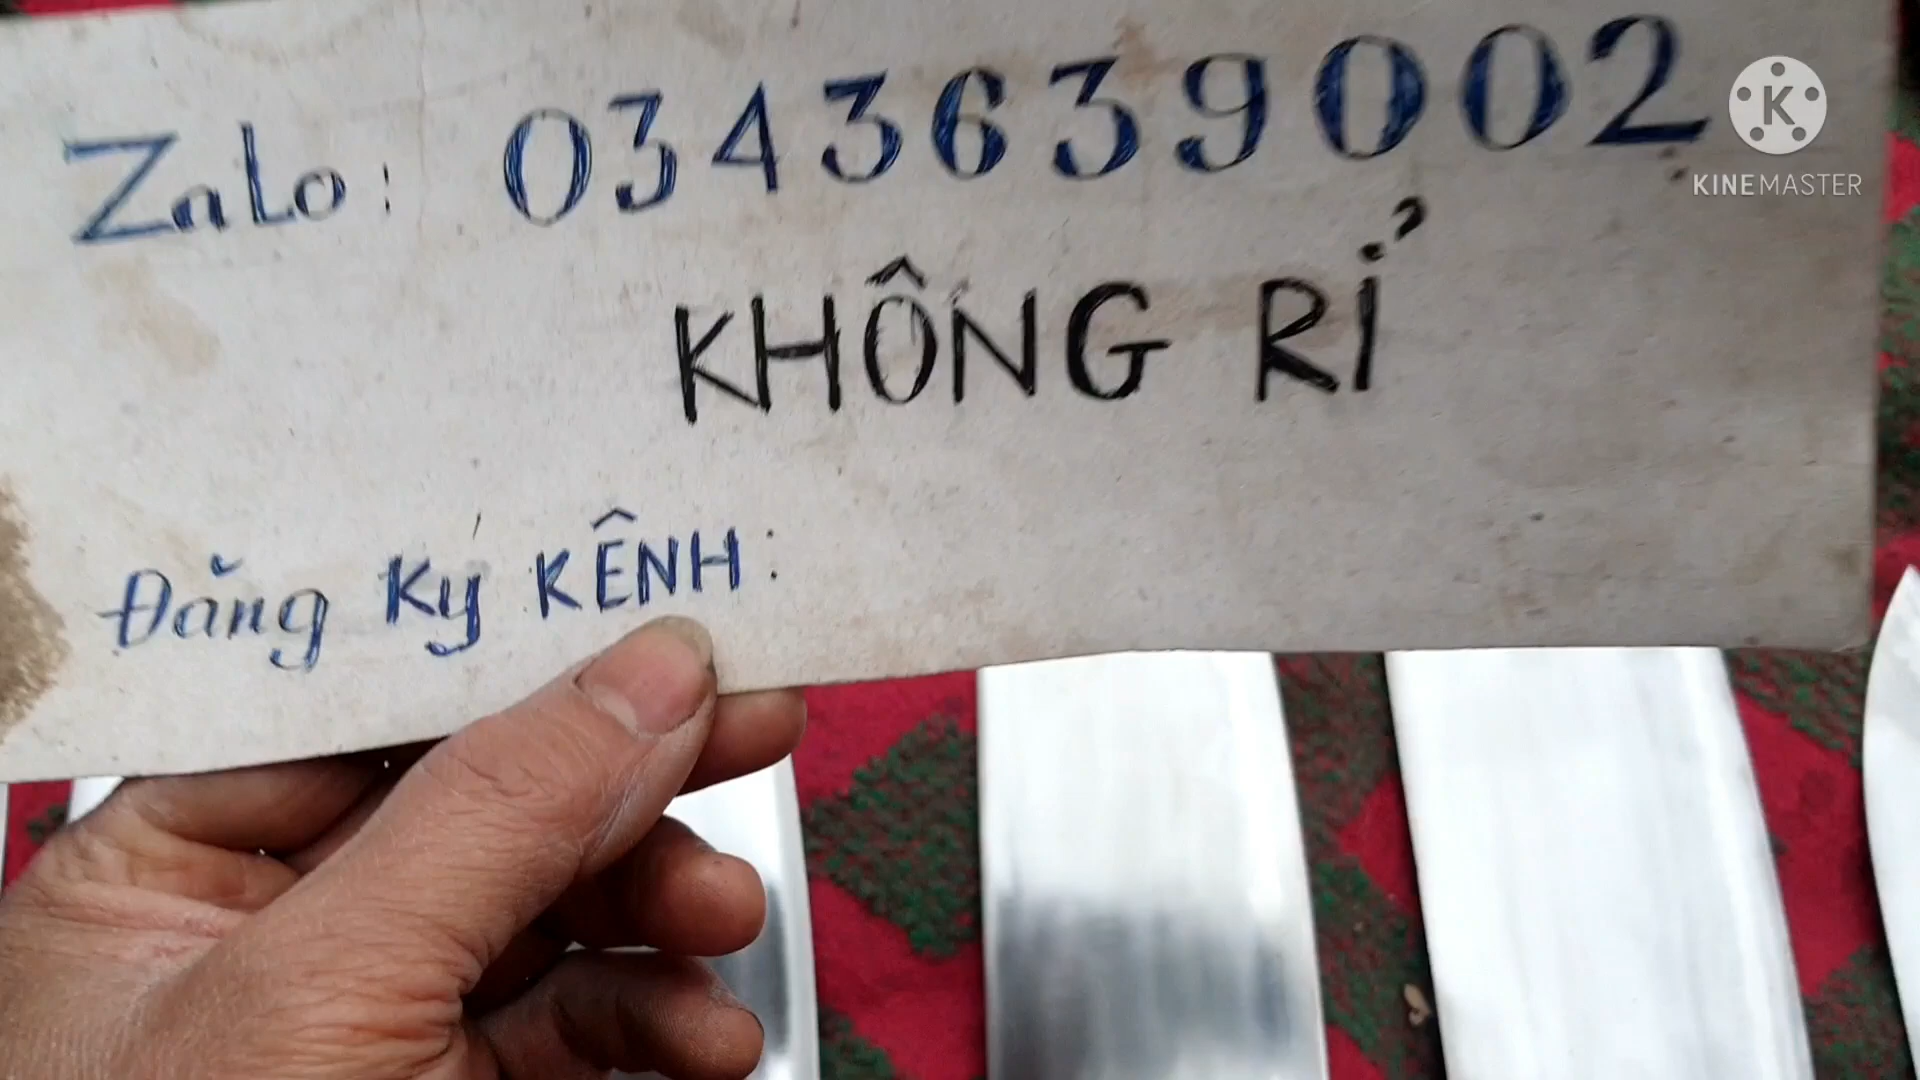 Zalo: 0343639002
KHÔNG RỈ
Đăng Ký KÊNH:
K
KINEMASTER